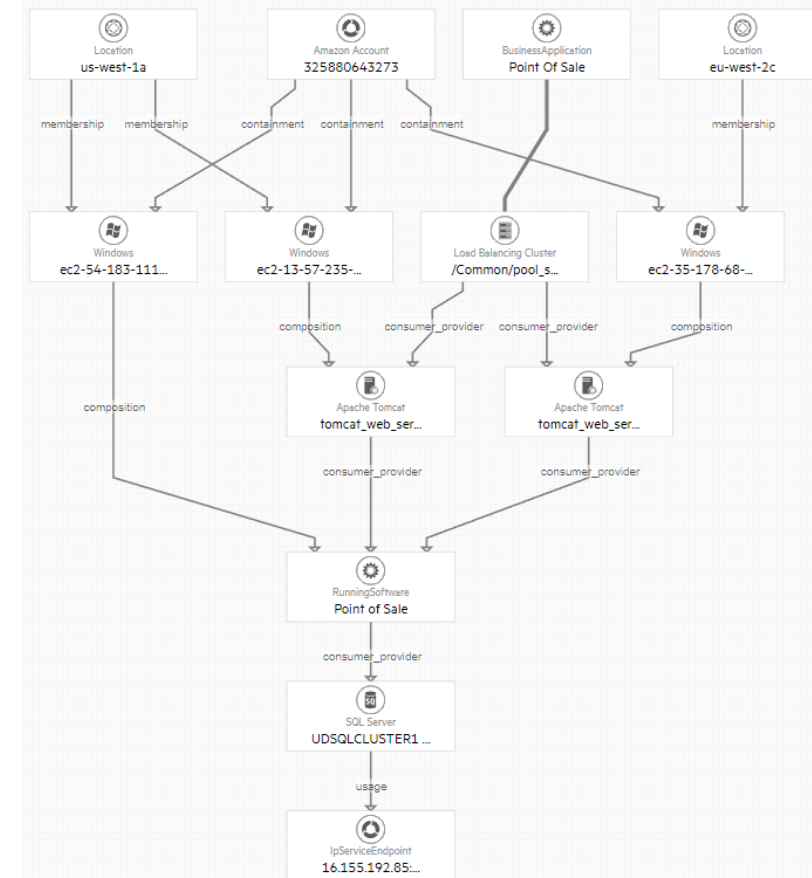 Location
us-west-1a
Amazon Account
325880643273
BusinessApplication
Point Of Sale
Location
eu-west-2c
membership
membership
containment
containment
containment
membership
Windows
ec2-54-183-111...
Windows
ec2-13-57-235-...
Load Balancing Cluster
/Common/pool_s...
Windows
ec2-35-178-68-...
composition
consumer_provider
consumer_provider
composition
composition
Apache Tomcat
tomcat_web_ser...
Apache Tomcat
tomcat_web_ser...
consumer_provider
consumer_provider
RunningSoftware
Point of Sale
consumer_provider
SQL Server
UDSQLCLUSTER1 ...
usage
IpServiceEndpoint
16.155.192.85:...